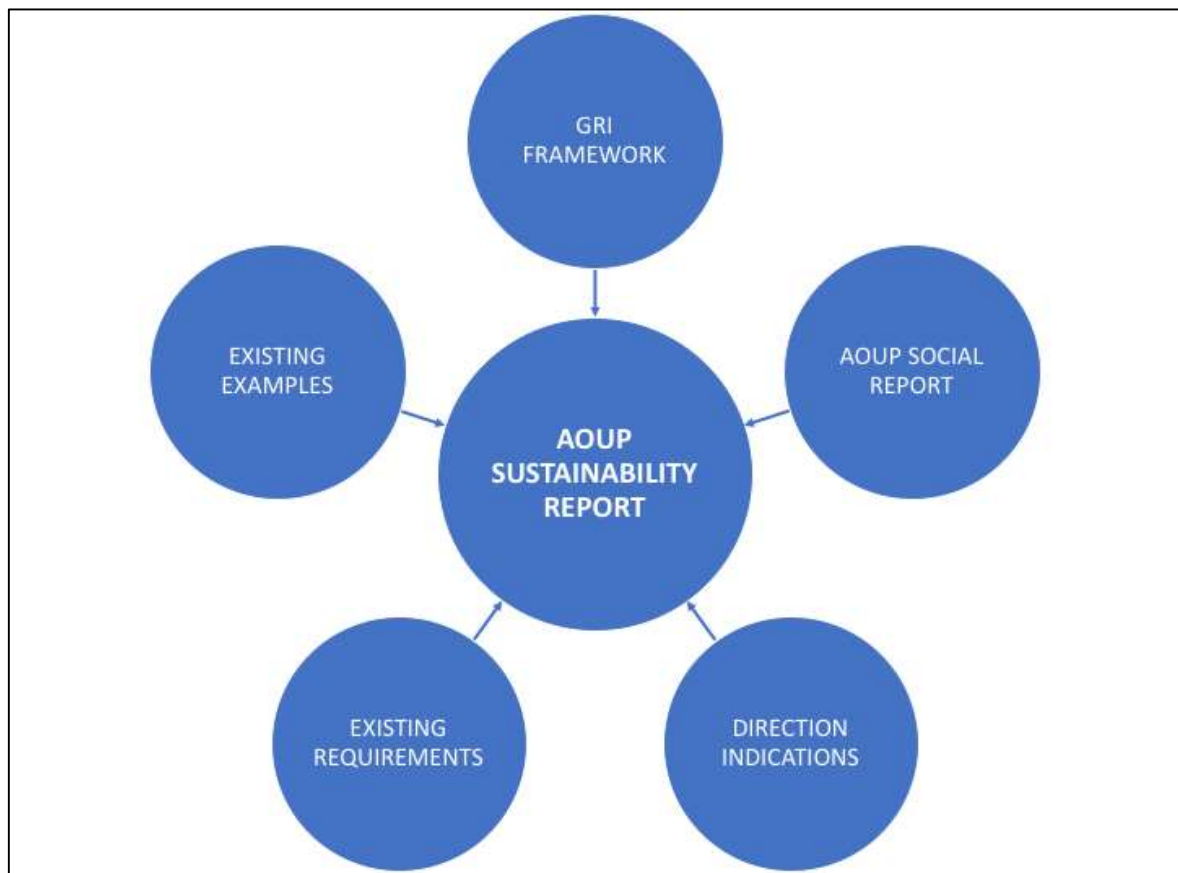 GRI
FRAMEWORK
EXISTING
EXAMPLES
AOUP SOCIAL
REPORT
AOUP
SUSTAINABILITY
REPORT
EXISTING
REQUIREMENTS
DIRECTION
INDICATIONS